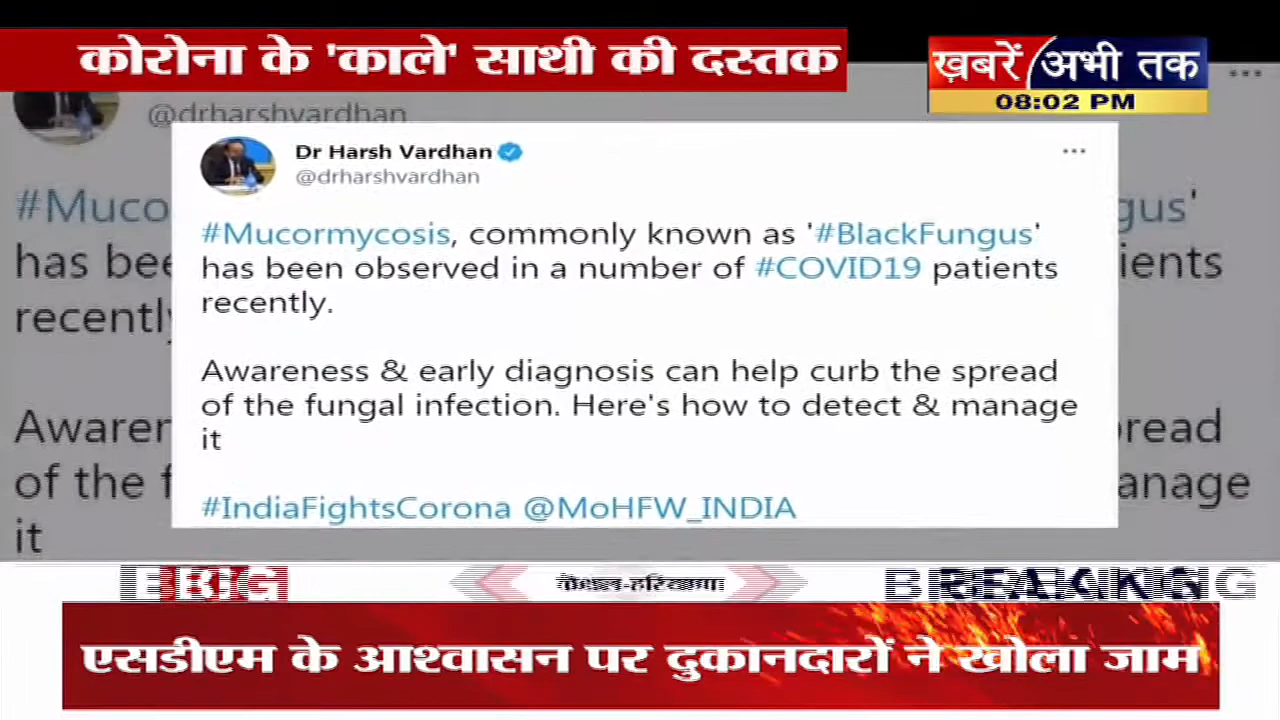 कोरोना के 'काले' साथी की दस्तक
ख़बरें अभी तक
08:02 PM
@drharshvardhan
Dr Harsh Vardhan
@drharshvardhan
#Mucormycosis, commonly known as '#BlackFungus'
has been observed in a number of #COVID19 patients
recently.
Awareness & early diagnosis can help curb the spread
of the fungal infection. Here's how to detect & manage
it
#IndiaFightsCorona @MoHFW_INDIA
BREAKING
एसडीएम के आश्वासन पर दुकानदारों ने खोला जाम